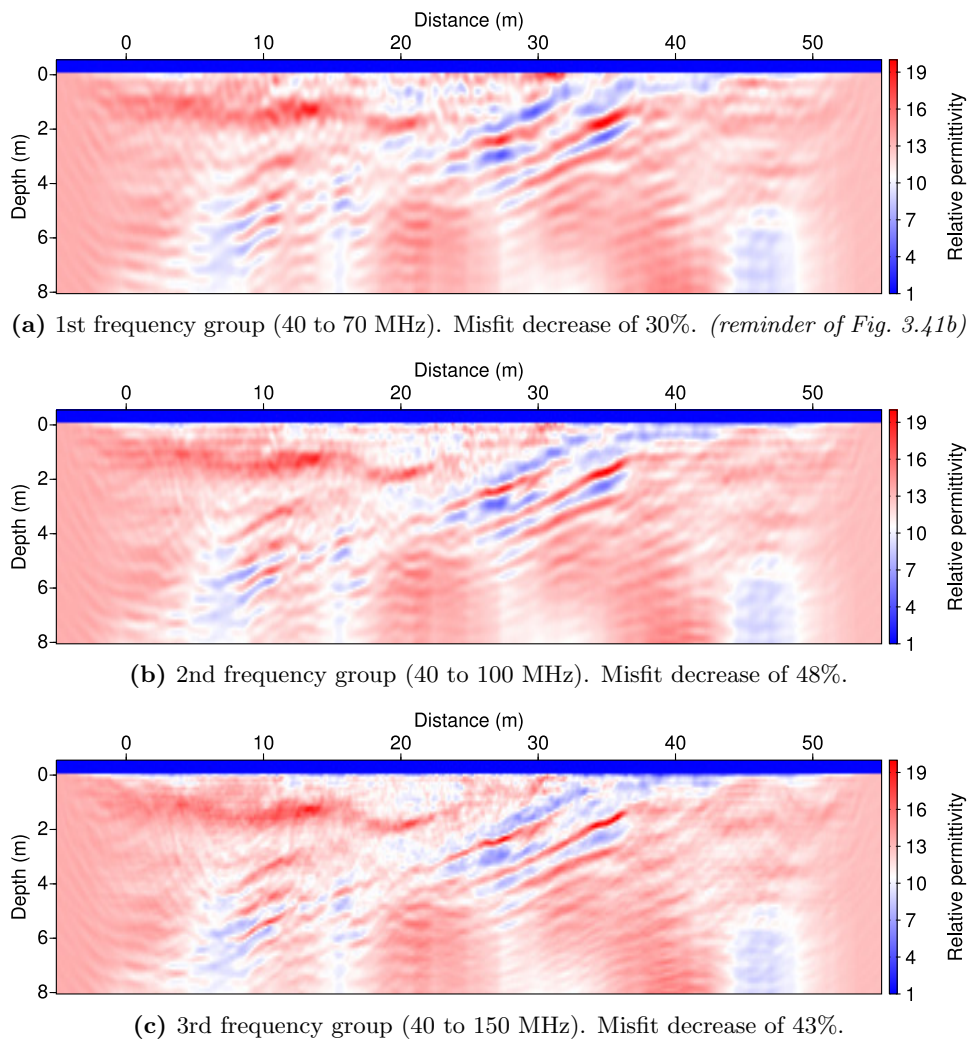 Distance (m)
0 10 20 30 40 50
Depth (m)
0
2
4
6
8
19
16
13
10
7
4
1
Relative permittivity
(a) 1st frequency group (40 to 70 MHz). Misfit decrease of 30%. (reminder of Fig. 3.41b)
Distance (m)
0 10 20 30 40 50
Depth (m)
0
2
4
6
8
19
16
13
10
7
4
1
Relative permittivity
(b) 2nd frequency group (40 to 100 MHz). Misfit decrease of 48%.
Distance (m)
0 10 20 30 40 50
Depth (m)
0
2
4
6
8
19
16
13
10
7
4
1
Relative permittivity
(c) 3rd frequency group (40 to 150 MHz). Misfit decrease of 43%.